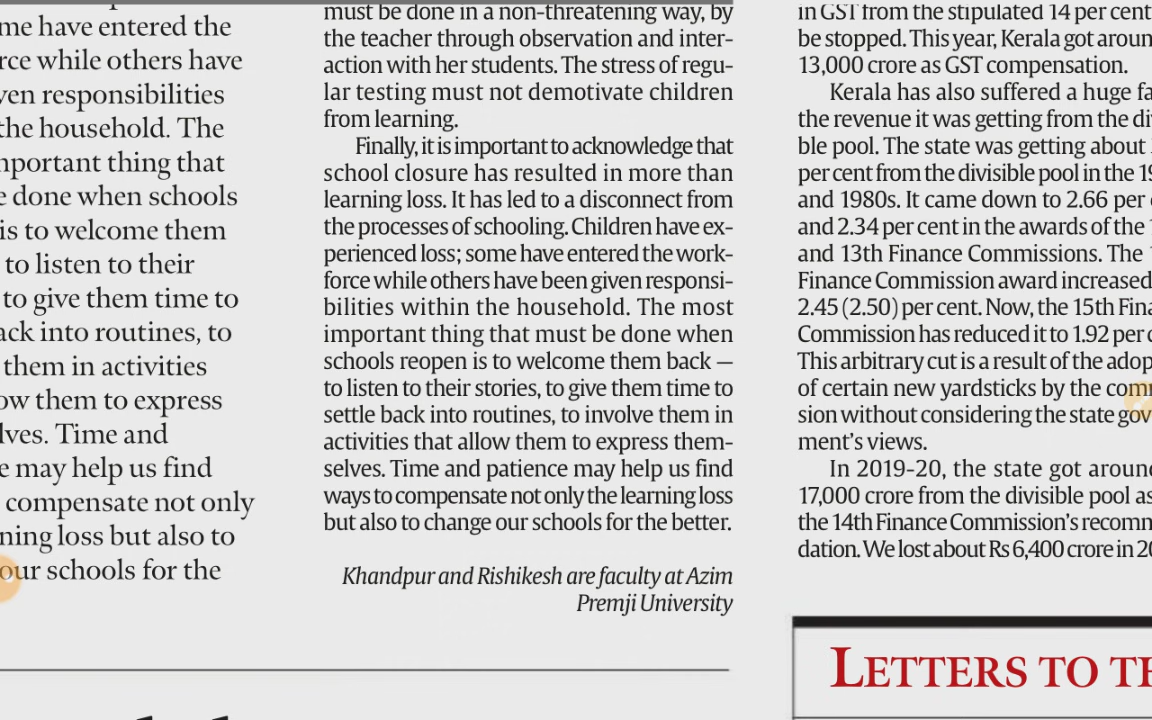 me have entered the
while others have
responsibilities
the household. The
thing that
done when schools
is to welcome them
to listen to their
to give them time to
into routines, to
them in activities
them to express
Time and
may help us find
compensate not only
loss but also to
our schools for the
must be done in a non-threatening way, by
the teacher through observation and inter-
action with her students. The stress of regu-
lar testing must not demotivate children
from learning.
Finally, it is important to acknowledge that
school closure has resulted in more than
learning loss. It has led to a disconnect from
the processes of schooling. Children have ex-
perienced loss; some have entered the work-
force while others have been given responsi-
bilities within the household. The most
important thing that must be done when
schools reopen is to welcome them back —
to listen to their stories, to give them time to
settle back into routines, to involve them in
activities that allow them to express them-
selves. Time and patience may help us find
ways to compensate not only the learning loss
but also to change our schools for the better.
Khandpur and Rishikesh are faculty at Azim
Premji University
in GST from the stipulated 14 per cent
be stopped. This year, Kerala got aroun
13,000 crore as GST compensation.
Kerala has also suffered a huge fa
the revenue it was getting from the di
ble pool. The state was getting about
per cent from the divisible pool in the 19
and 1980s. It came down to 2.66 per
and 2.34 per cent in the awards of the 1
and 13th Finance Commissions. The 1
Finance Commission award increased
2.45 (2.50) per cent. Now, the 15th Fina
Commission has reduced it to 1.92 per c
This arbitrary cut is a result of the adop
of certain new yardsticks by the com
sion without considering the state gov
ment's views.
In 2019-20, the state got around
17,000 crore from the divisible pool as
the 14th Finance Commission's recomm
dation. We lost about Rs 6,400 crore in 20
LETTERS TO TH